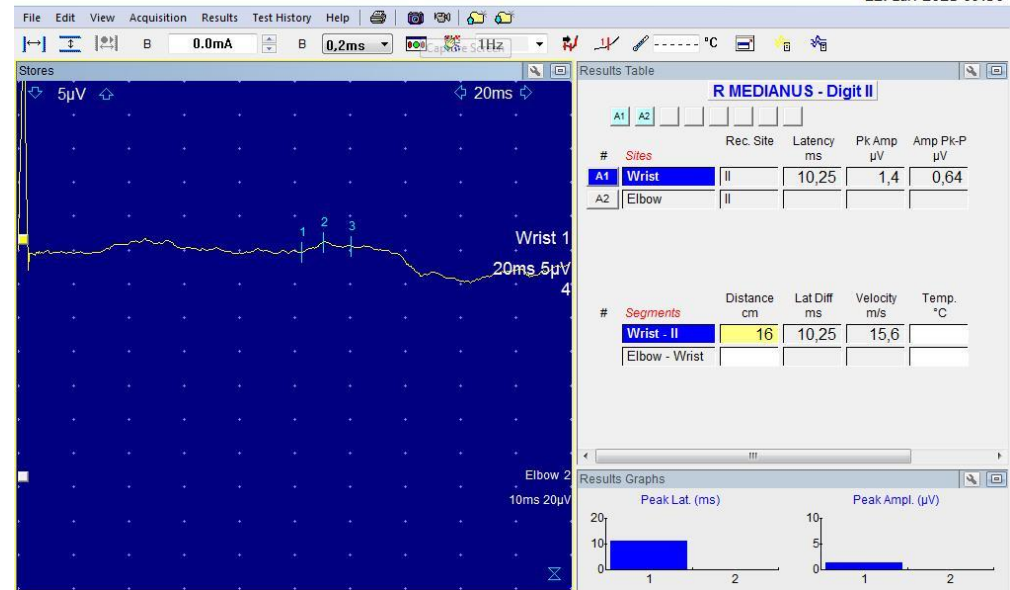 File Edit View Acquisition Results Test History Help
B 0.0mA B 0,2ms Capture Screen 1Hz ------ °C
Stores
5µV 20ms
1 2 3
Wrist 1
20ms 5µV
4
Elbow 2
10ms 20µV
Results Table
R MEDIANUS - Digit II
A1 A2
# Sites Rec. Site Latency ms Pk Amp µV Amp Pk-P µV
A1 Wrist II 10,25 1,4 0,64
A2 Elbow II
# Segments Distance cm Lat Diff ms Velocity m/s Temp. °C
Wrist - II 16 10,25 15,6
Elbow - Wrist
Results Graphs
Peak Lat. (ms) Peak Ampl. (µV)
20 10
10 5
0 0
1 2 1 2